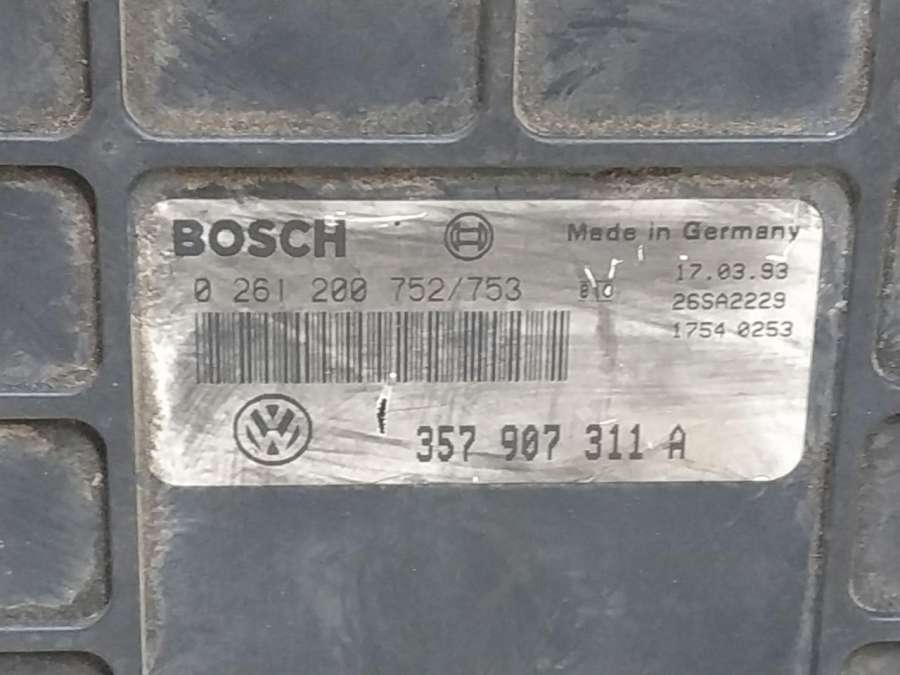 BOSCH
Made in Germany
0 261 200 752/753
17.03.93
26SA2229
1754 0253
357 907 311 A